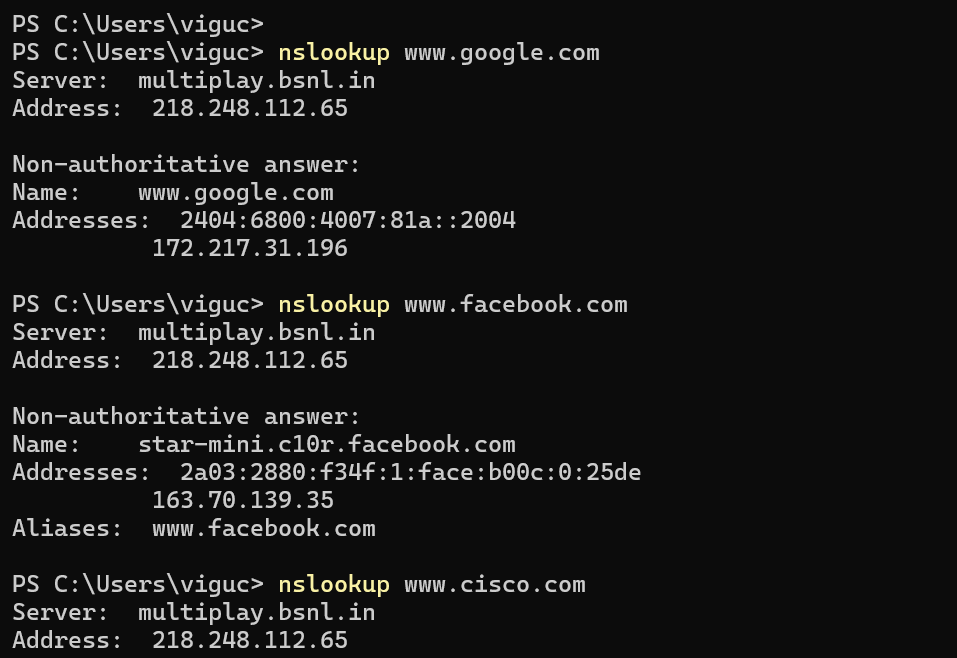 PS C:\Users\viguc>
PS C:\Users\viguc> nslookup www.google.com
Server:  multiplay.bsnl.in
Address:  218.248.112.65
Non-authoritative answer:
Name:    www.google.com
Addresses:  2404:6800:4007:81a::2004
          172.217.31.196
PS C:\Users\viguc> nslookup www.facebook.com
Server:  multiplay.bsnl.in
Address:  218.248.112.65
Non-authoritative answer:
Name:    star-mini.c10r.facebook.com
Addresses:  2a03:2880:f34f:1:face:b00c:0:25de
          163.70.139.35
Aliases:  www.facebook.com
PS C:\Users\viguc> nslookup www.cisco.com
Server:  multiplay.bsnl.in
Address:  218.248.112.65